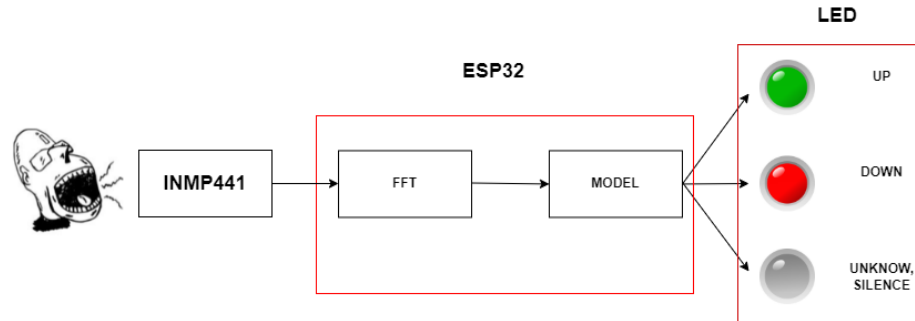 LED
ESP32
UP
INMP441
FFT
MODEL
DOWN
UNKNOW,
SILENCE